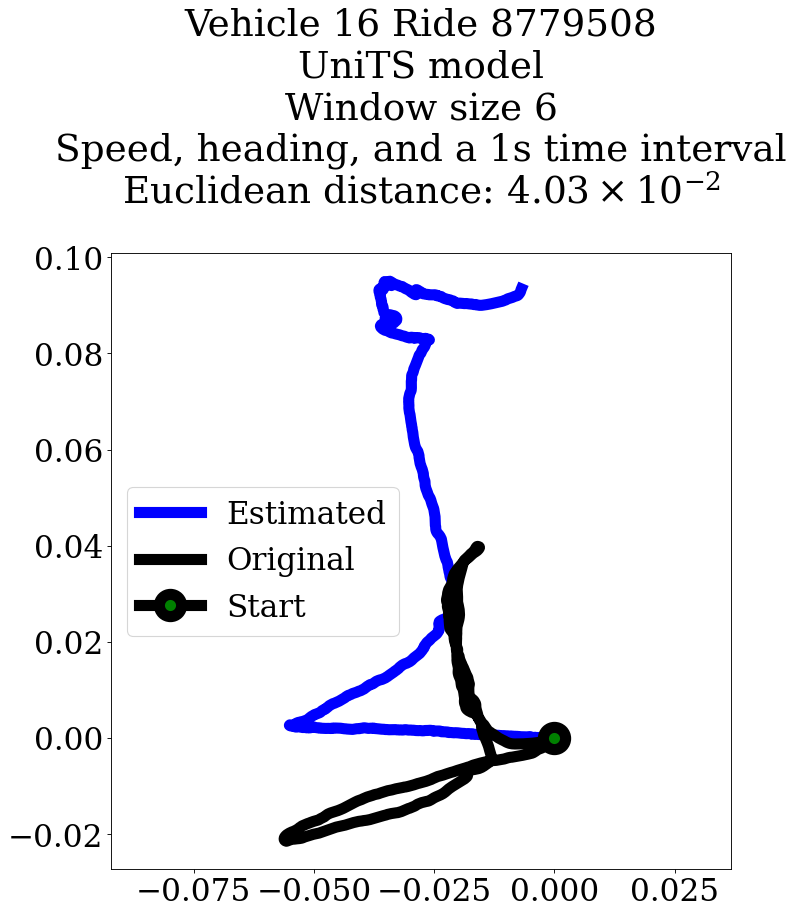 Vehicle 16 Ride 8779508
UniTS model
Window size 6
Speed, heading, and a 1s time interval
Euclidean distance: 4.03 × 10⁻²
0.10
0.08
0.06
0.04
0.02
0.00
−0.02
Estimated
Original
Start
−0.075 −0.050 −0.025 0.000 0.025